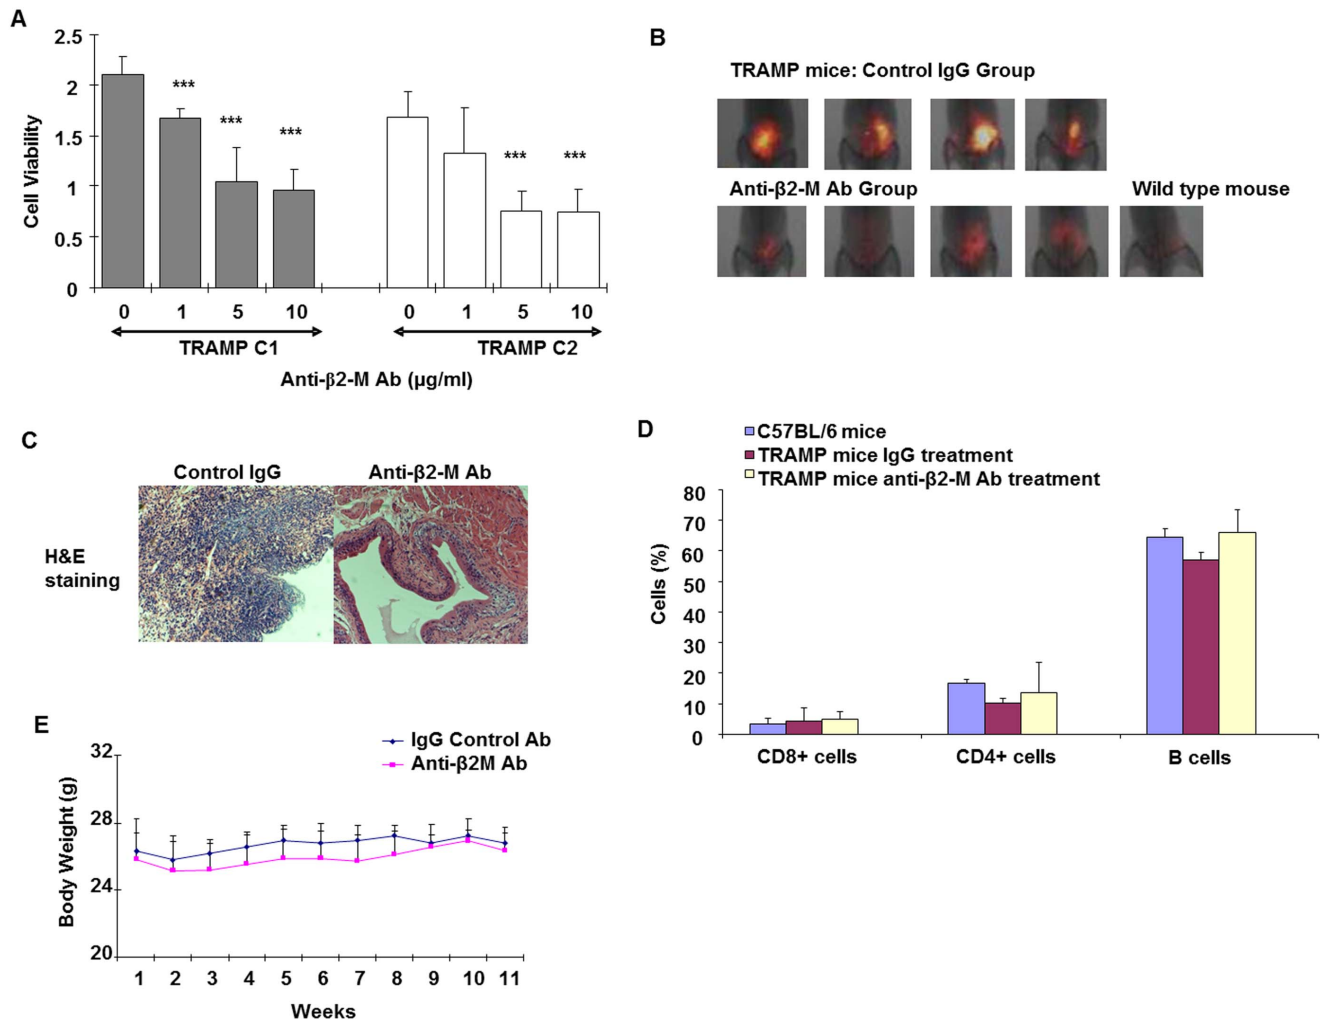 A
2.5
2
1.5
1
0.5
0
Cell Viability
***
***
***
***
***
0 1 5 10 0 1 5 10
TRAMP C1 TRAMP C2
Anti-β2-M Ab (µg/ml)
B
TRAMP mice: Control IgG Group
Anti-β2-M Ab Group Wild type mouse
C
Control IgG Anti-β2-M Ab
H&E
staining
D
C57BL/6 mice
TRAMP mice IgG treatment
TRAMP mice anti-β2-M Ab treatment
80
70
60
50
40
30
20
10
0
Cells (%)
CD8+ cells CD4+ cells B cells
E
IgG Control Ab
Anti-β2M Ab
32
28
24
20
Body Weight (g)
1 2 3 4 5 6 7 8 9 10 11
Weeks